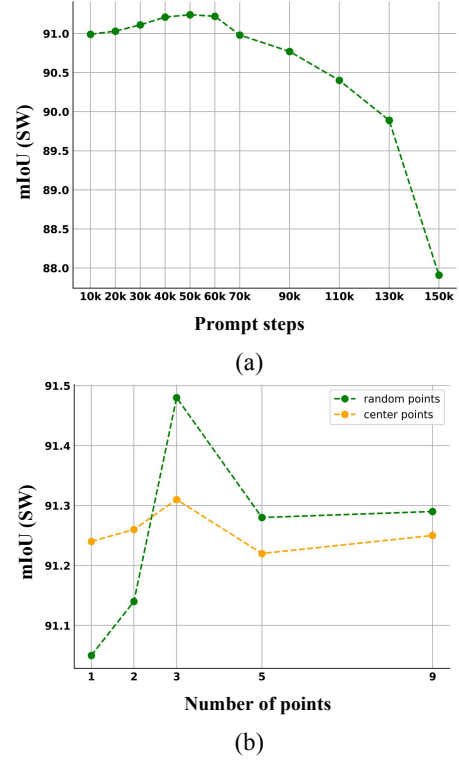 91.0
90.5
90.0
89.5
89.0
88.5
88.0
mIoU (SW)
10k 20k 30k 40k 50k 60k 70k 90k 110k 130k 150k
Prompt steps
(a)
91.5
91.4
91.3
91.2
91.1
mIoU (SW)
random points
center points
1 2 3 5 9
Number of points
(b)